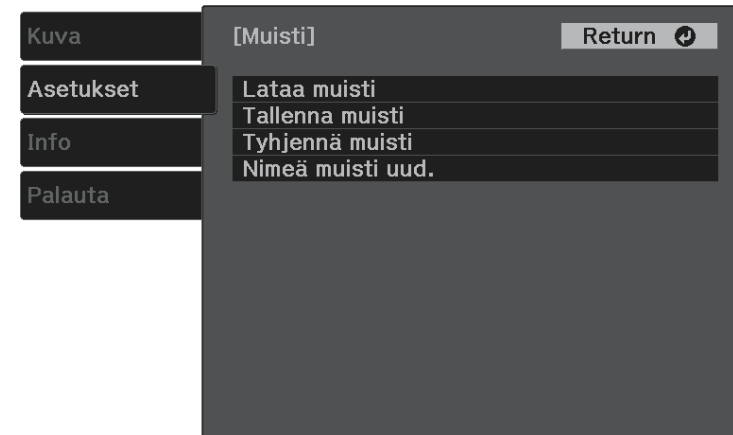 Kuva
Asetukset
Info
Palauta
[Muisti]
Return
Lataa muisti
Tallenna muisti
Tyhjennä muisti
Nimeä muisti uud.